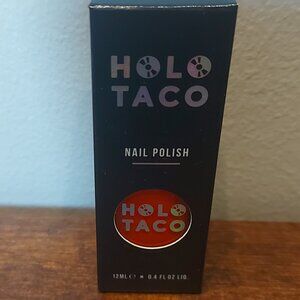 HOLO
TACO
NAIL POLISH
HOLO
TACO
12ML ℮ 0.4 FL OZ LIQ.